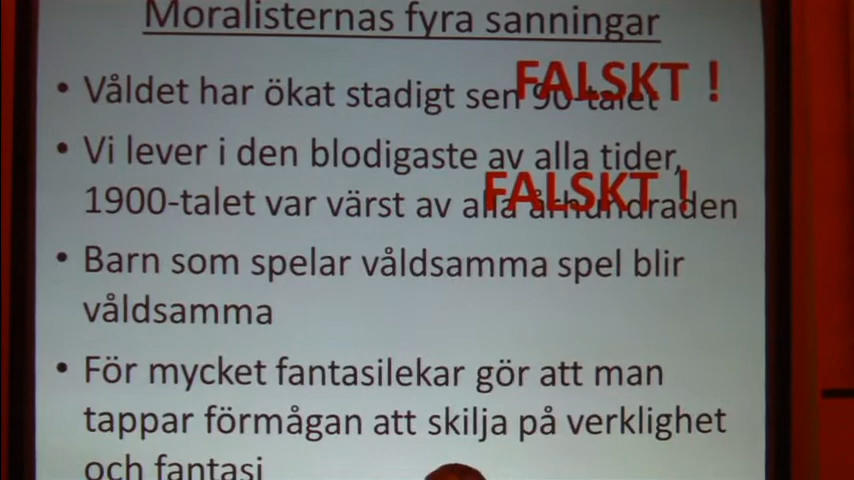 Moralisternas fyra sanningar
• Våldet har ökat stadigt sen 90-talet
FALSKT !
• Vi lever i den blodigaste av alla tider,
1900-talet var värst av alla århundraden
FALSKT !
• Barn som spelar våldsamma spel blir
våldsamma
• För mycket fantasilekar gör att man
tappar förmågan att skilja på verklighet
och fantasi